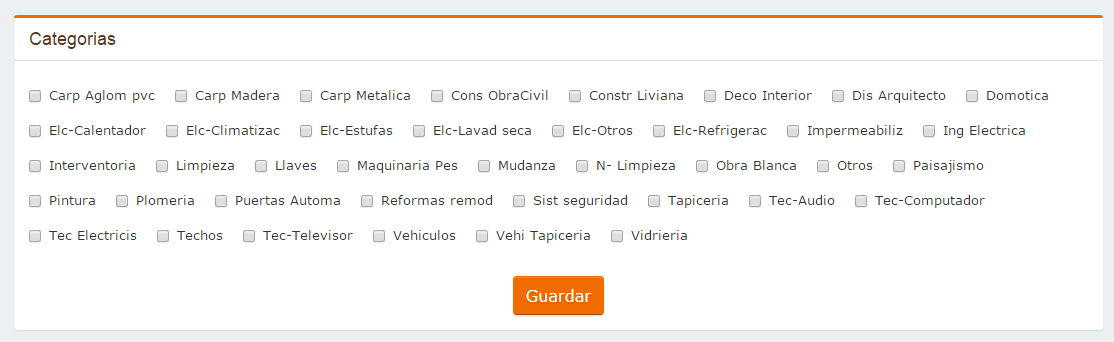 Categorias
Carp Aglom pvc Carp Madera Carp Metalica Cons ObraCivil Constr Liviana Deco Interior Dis Arquitecto Domotica
Elc-Calentador Elc-Climatizac Elc-Estufas Elc-Lavad seca Elc-Otros Elc-Refrigerac Impermeabiliz Ing Electrica
Interventoria Limpieza Llaves Maquinaria Pes Mudanza N- Limpieza Obra Blanca Otros Paisajismo
Pintura Plomeria Puertas Automa Reformas remod Sist seguridad Tapiceria Tec-Audio Tec-Computador
Tec Electricis Techos Tec-Televisor Vehiculos Vehi Tapiceria Vidrieria
Guardar